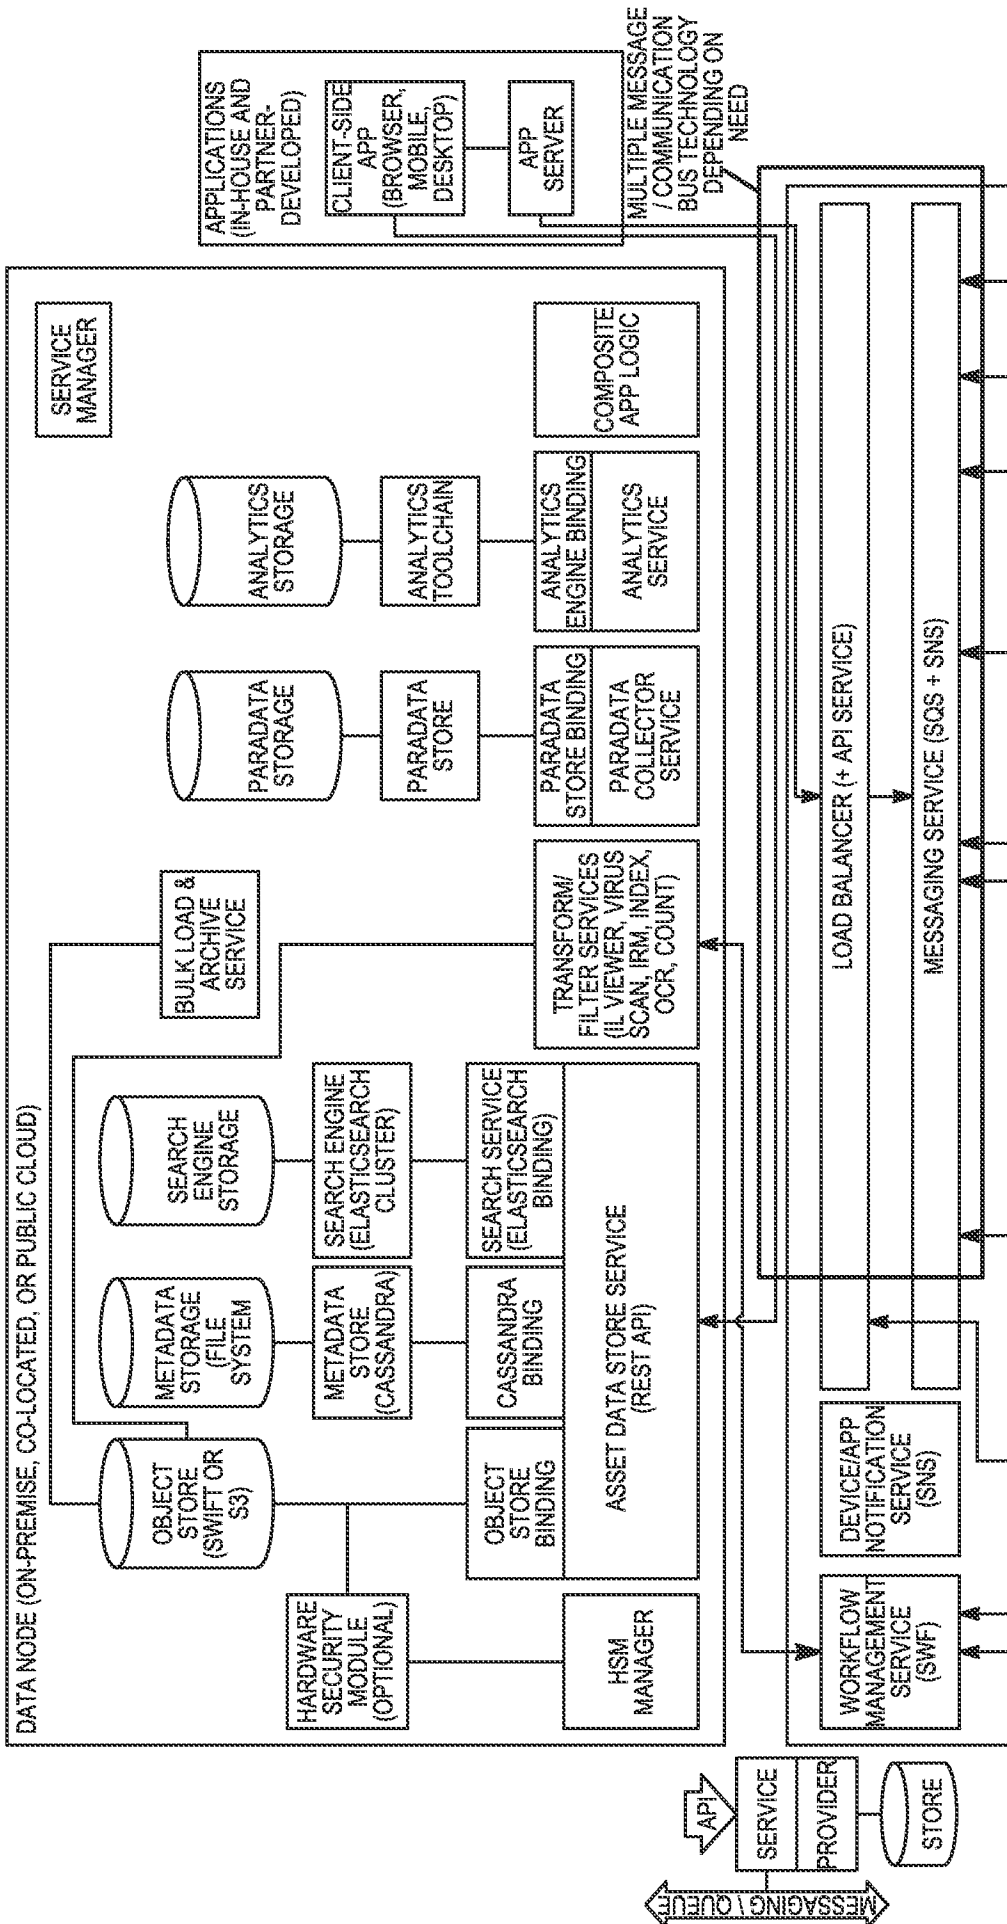 DATA NODE (ON-PREMISE, CO-LOCATED, OR PUBLIC CLOUD)
OBJECT
STORE
(SWIFT OR
S3)
METADATA
STORAGE
(FILE
SYSTEM
SEARCH
ENGINE
STORAGE
BULK LOAD &
ARCHIVE
SERVICE
PARADATA
STORAGE
ANALYTICS
STORAGE
SERVICE
MANAGER
HARDWARE
SECURITY
MODULE
(OPTIONAL)
METADATA
STORE
(CASSANDRA)
SEARCH ENGINE
(ELASTICSEARCH
CLUSTER)
PARADATA
STORE
ANALYTICS
TOOLCHAIN
HSM
MANAGER
OBJECT
STORE
BINDING
CASSANDRA
BINDING
SEARCH SERVICE
(ELASTICSEARCH
BINDING)
ASSET DATA STORE SERVICE
(REST API)
TRANSFORM/
FILTER SERVICES
(IL VIEWER, VIRUS
SCAN, IRM, INDEX,
OCR, COUNT)
PARADATA
STORE BINDING
PARADATA
COLLECTOR
SERVICE
ANALYTICS
ENGINE BINDING
ANALYTICS
SERVICE
COMPOSITE
APP LOGIC
APPLICATIONS
(IN-HOUSE AND
PARTNER-
DEVELOPED)
CLIENT-SIDE
APP
(BROWSER,
MOBILE,
DESKTOP)
APP
SERVER
MULTIPLE MESSAGE
/ COMMUNICATION
BUS TECHNOLOGY
DEPENDING ON
NEED
API
SERVICE
PROVIDER
STORE
MESSAGING / QUEUE
WORKFLOW
MANAGEMENT
SERVICE
(SWF)
DEVICE/APP
NOTIFICATION
SERVICE
(SNS)
LOAD BALANCER (+ API SERVICE)
MESSAGING SERVICE (SQS + SNS)